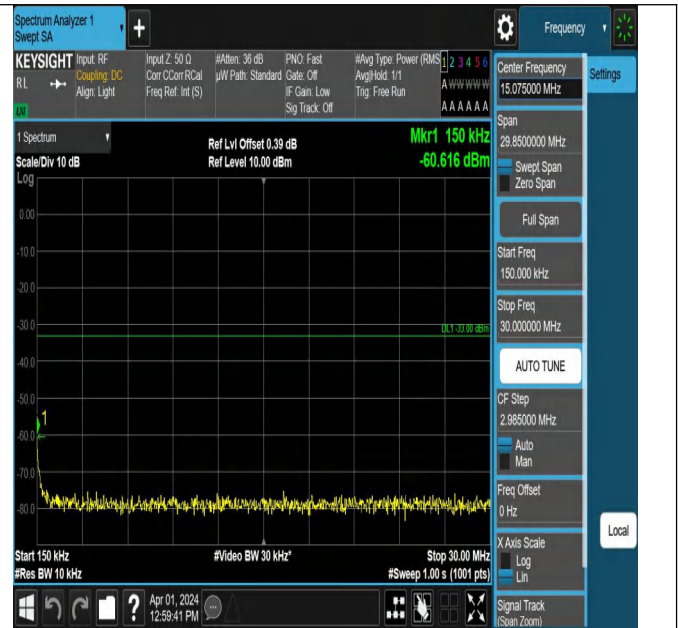 Spectrum Analyzer 1
Swept SA
+
Frequency
KEYSIGHT
RL
Input: RF
Coupling: DC
Align: Light
Input Z: 50 Ω
Corr CCorr RCal
Freq Ref: Int (S)
#Atten: 36 dB
µW Path: Standard
PNO: Fast
Gate: Off
IF Gain: Low
Sig Track: Off
#Avg Type: Power (RMS
Avg|Hold: 1/1
Trig: Free Run
1 2 3 4 5 6
A W W W W W
A A A A A A
LXI
1 Spectrum
Scale/Div 10 dB
Log
Ref Lvl Offset 0.39 dB
Ref Level 10.00 dBm
Mkr1 150 kHz
-60.616 dBm
0.00
-10.0
-20.0
-30.0
DL1 -33.00 dBm
-40.0
-50.0
1
-60.0
-70.0
-80.0
Start 150 kHz
#Res BW 10 kHz
#Video BW 30 kHz*
Stop 30.00 MHz
#Sweep 1.00 s (1001 pts)
?
Apr 01, 2024
12:59:41 PM
Center Frequency
15.075000 MHz
Settings
Span
29.8500000 MHz
Swept Span
Zero Span
Full Span
Start Freq
150.000 kHz
Stop Freq
30.000000 MHz
AUTO TUNE
CF Step
2.985000 MHz
Auto
Man
Freq Offset
0 Hz
Local
X Axis Scale
Log
Lin
Signal Track
(Span Zoom)